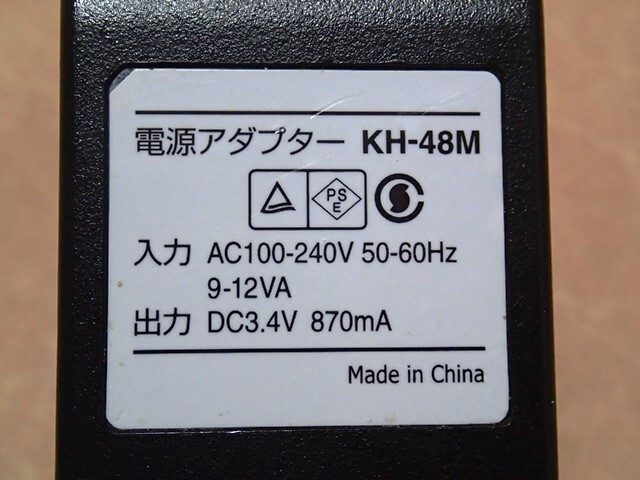 電源アダプター KH-48M
PS
E
入力 AC100-240V 50-60Hz
9-12VA
出力 DC3.4V 870mA
Made in China